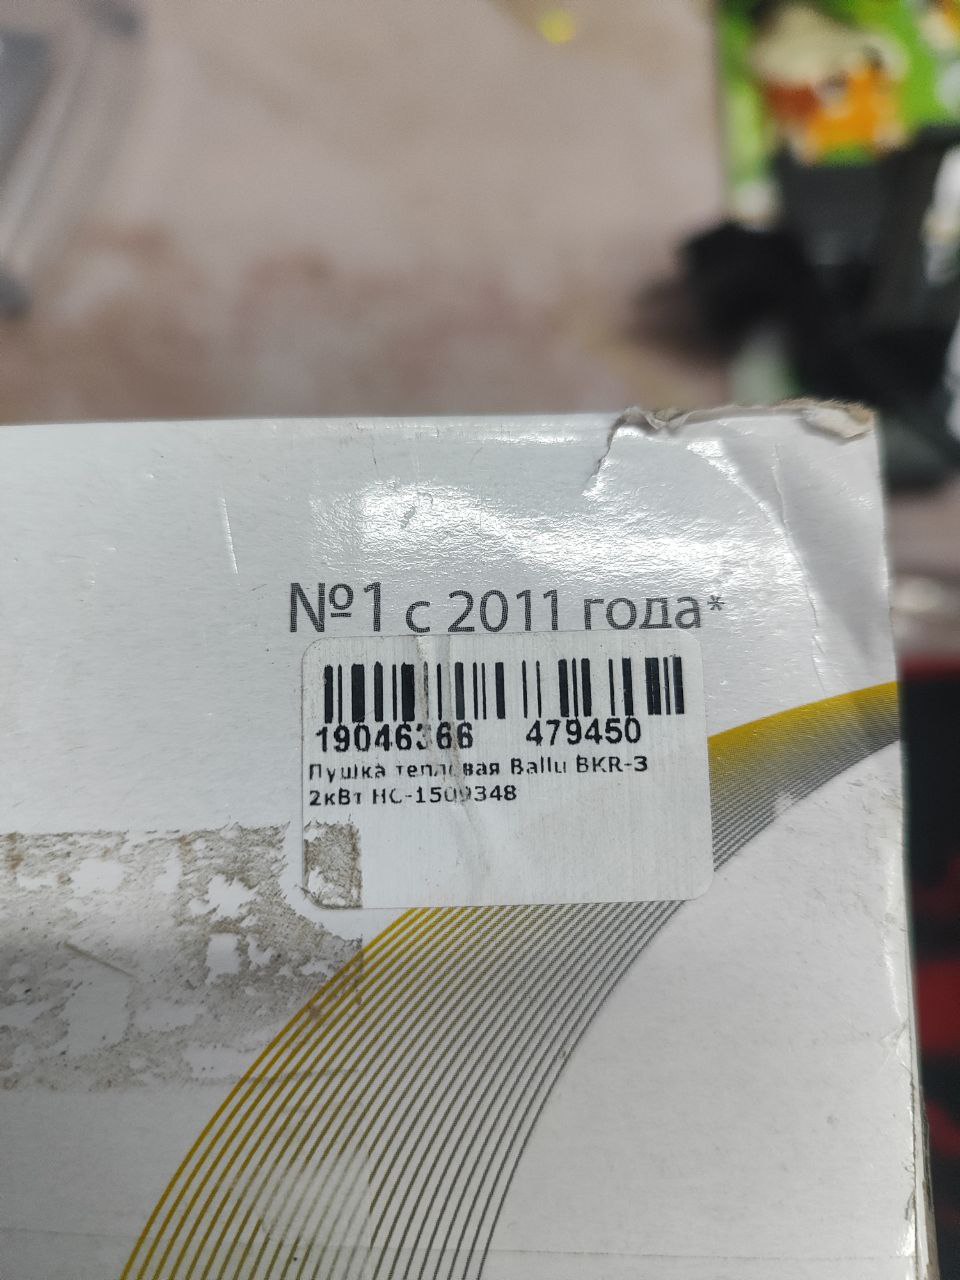 №1 с 2011 года*
19046366 479450
Пушка тепловая Ballu BKR-3
2кВт НС-1509348